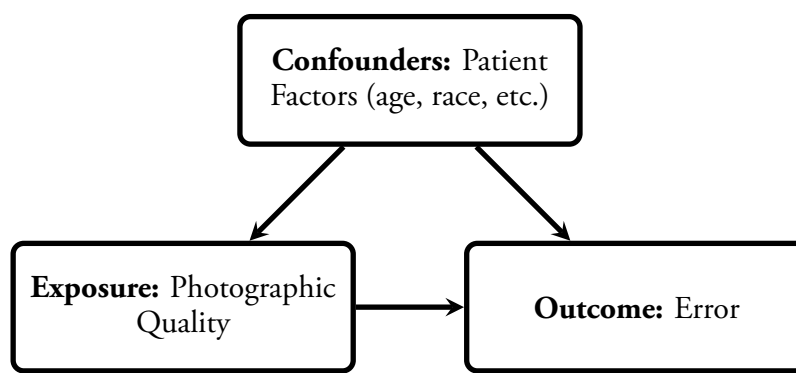 Confounders: Patient
Factors (age, race, etc.)
Exposure: Photographic
Quality
Outcome: Error